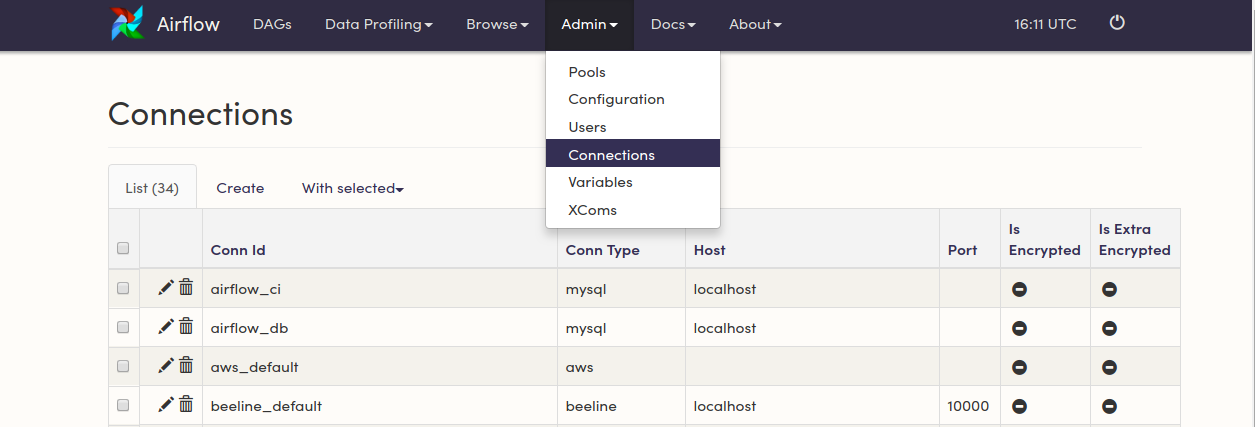 Airflow DAGs Data Profiling Browse Admin Docs About 16:11 UTC
Pools
Configuration
Users
Connections
Variables
XComs
Connections
List (34) Create With selected
Conn Id Conn Type Host Port Is Encrypted Is Extra Encrypted
airflow_ci mysql localhost
airflow_db mysql localhost
aws_default aws
beeline_default beeline localhost 10000